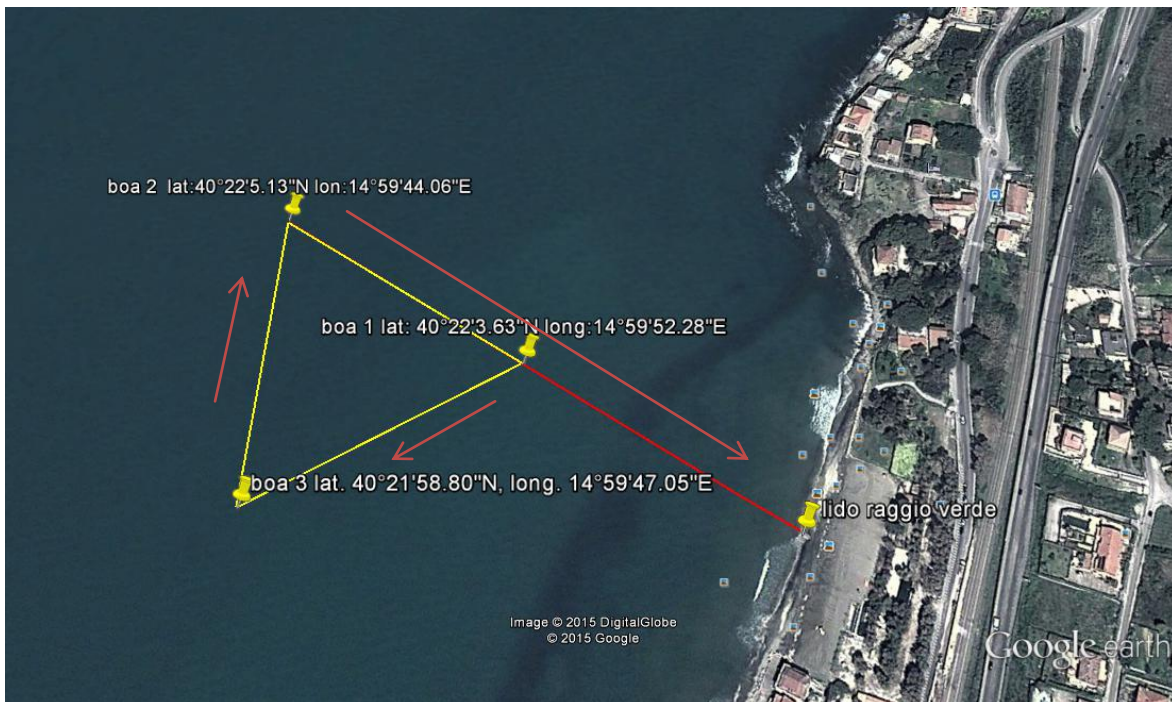 boa 2 lat:40°22'5.13"N lon:14°59'44.06"E
boa 1 lat: 40°22'3.63"N long:14°59'52.28"E
boa 3 lat. 40°21'58.80"N, long. 14°59'47.05"E
lido raggio verde
Image © 2015 DigitalGlobe
© 2015 Google
Google earth